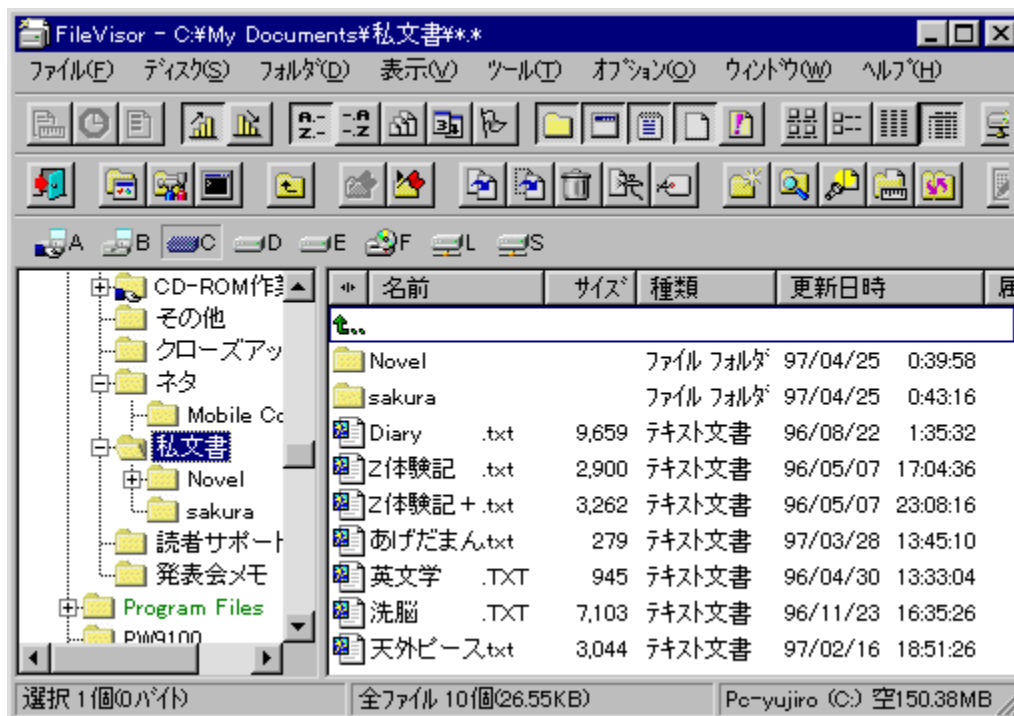 FileVisor - C:¥My Documents¥私文書¥*.*
ﾌｧｲﾙ(F) ﾃﾞｨｽｸ(S) ﾌｫﾙﾀﾞ(D) 表示(V) ﾂｰﾙ(T) ｵﾌﾟｼｮﾝ(O) ｳｨﾝﾄﾞｳ(W) ﾍﾙﾌﾟ(H)
A B C D E F L S
CD-ROM作業
その他
クローズアッ
ネタ
Mobile Co
私文書
Novel
sakura
読者サポート
発表会メモ
Program Files
PW9100
名前 ｻｲｽﾞ 種類 更新日時 属
..
Novel ﾌｧｲﾙ ﾌｫﾙﾀﾞ 97/04/25 0:39:58
sakura ﾌｧｲﾙ ﾌｫﾙﾀﾞ 97/04/25 0:43:16
Diary .txt 9,659 ﾃｷｽﾄ文書 96/08/22 1:35:32
Z体験記 .txt 2,900 ﾃｷｽﾄ文書 96/05/07 17:04:36
Z体験記+ .txt 3,262 ﾃｷｽﾄ文書 96/05/07 23:08:16
あげだまん.txt 279 ﾃｷｽﾄ文書 97/03/28 13:45:10
英文学 .TXT 945 ﾃｷｽﾄ文書 96/04/30 13:33:04
洗脳 .TXT 7,103 ﾃｷｽﾄ文書 96/11/23 16:35:26
天外ピース.txt 3,044 ﾃｷｽﾄ文書 97/02/16 18:51:26
選択 1個(0ﾊﾞｲﾄ) 全ﾌｧｲﾙ 10個(26.55KB) Pc-yujiro (C:) 空150.38MB